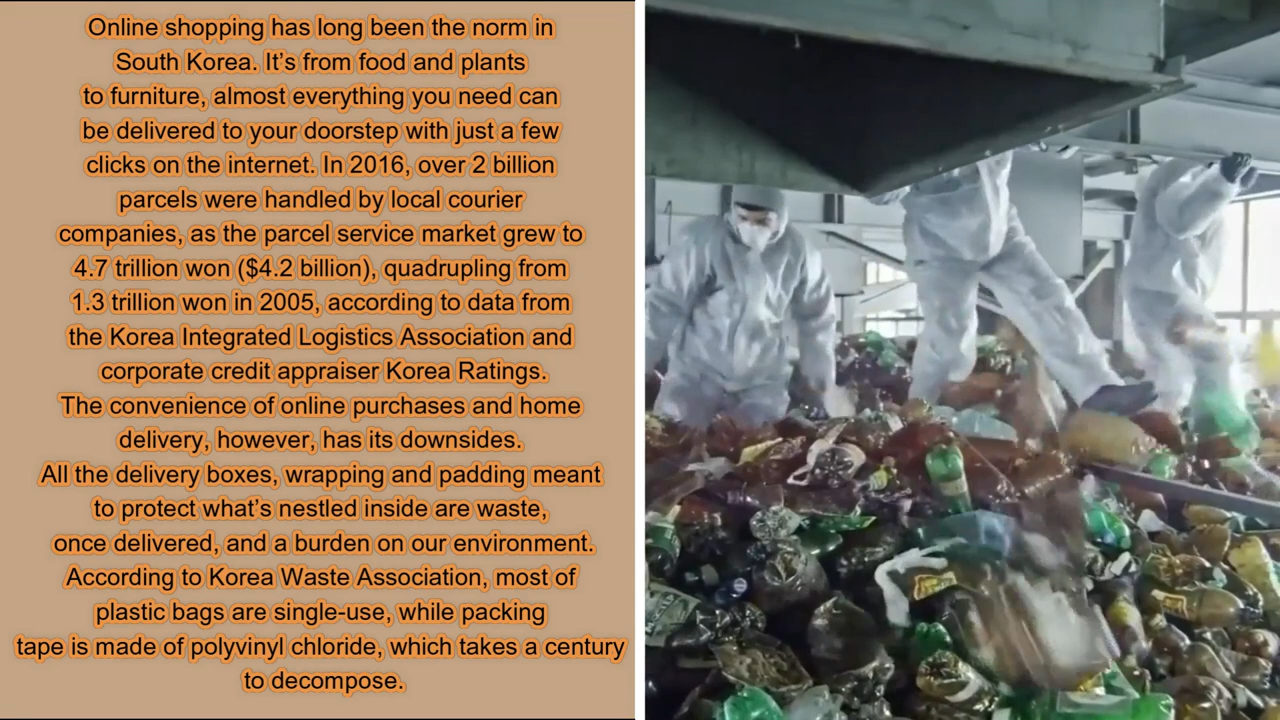 Online shopping has long been the norm in
South Korea. It’s from food and plants
to furniture, almost everything you need can
be delivered to your doorstep with just a few
clicks on the internet. In 2016, over 2 billion
parcels were handled by local courier
companies, as the parcel service market grew to
4.7 trillion won ($4.2 billion), quadrupling from
1.3 trillion won in 2005, according to data from
the Korea Integrated Logistics Association and
corporate credit appraiser Korea Ratings.
The convenience of online purchases and home
delivery, however, has its downsides.
All the delivery boxes, wrapping and padding meant
to protect what’s nestled inside are waste,
once delivered, and a burden on our environment.
According to Korea Waste Association, most of
plastic bags are single-use, while packing
tape is made of polyvinyl chloride, which takes a century
to decompose.